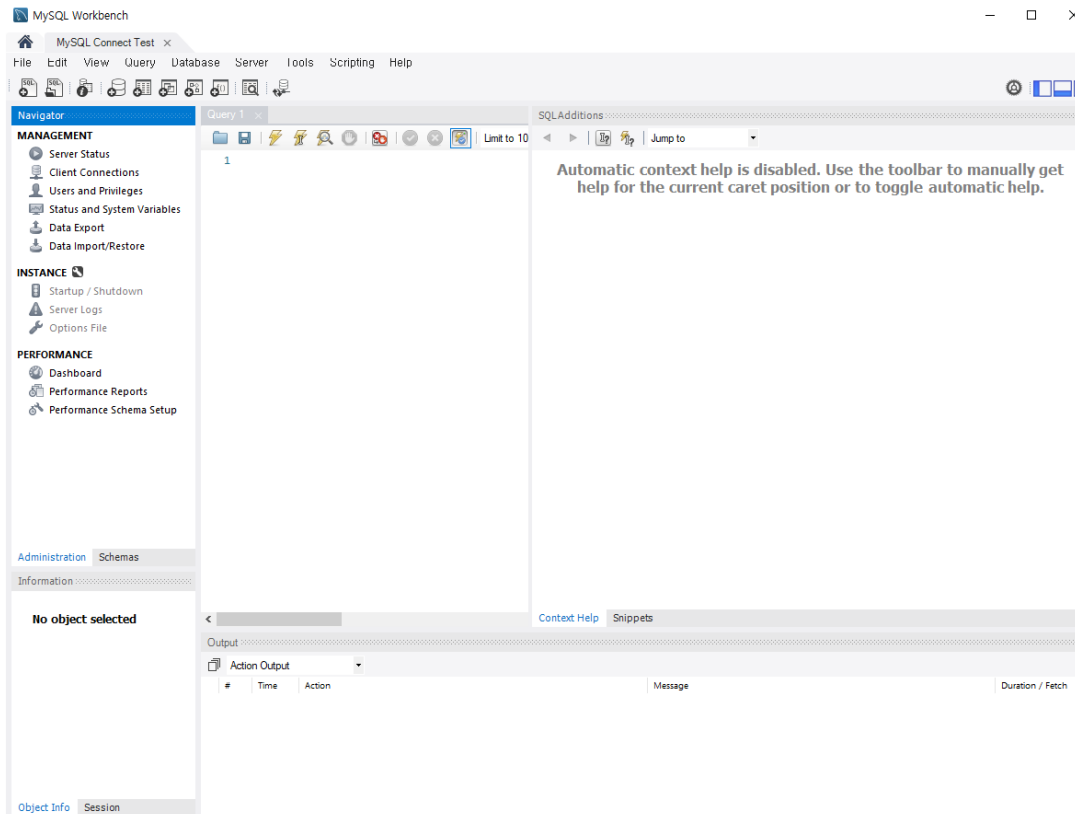 MySQL Workbench
MySQL Connect Test
File Edit View Query Database Server Tools Scripting Help
Navigator
MANAGEMENT
Server Status
Client Connections
Users and Privileges
Status and System Variables
Data Export
Data Import/Restore
INSTANCE
Startup / Shutdown
Server Logs
Options File
PERFORMANCE
Dashboard
Performance Reports
Performance Schema Setup
Administration Schemas
Information
No object selected
Object Info Session
Query 1
Limit to 10
1
SQLAdditions
Jump to
Automatic context help is disabled. Use the toolbar to manually get
help for the current caret position or to toggle automatic help.
Context Help Snippets
Output
Action Output
# Time Action Message Duration / Fetch